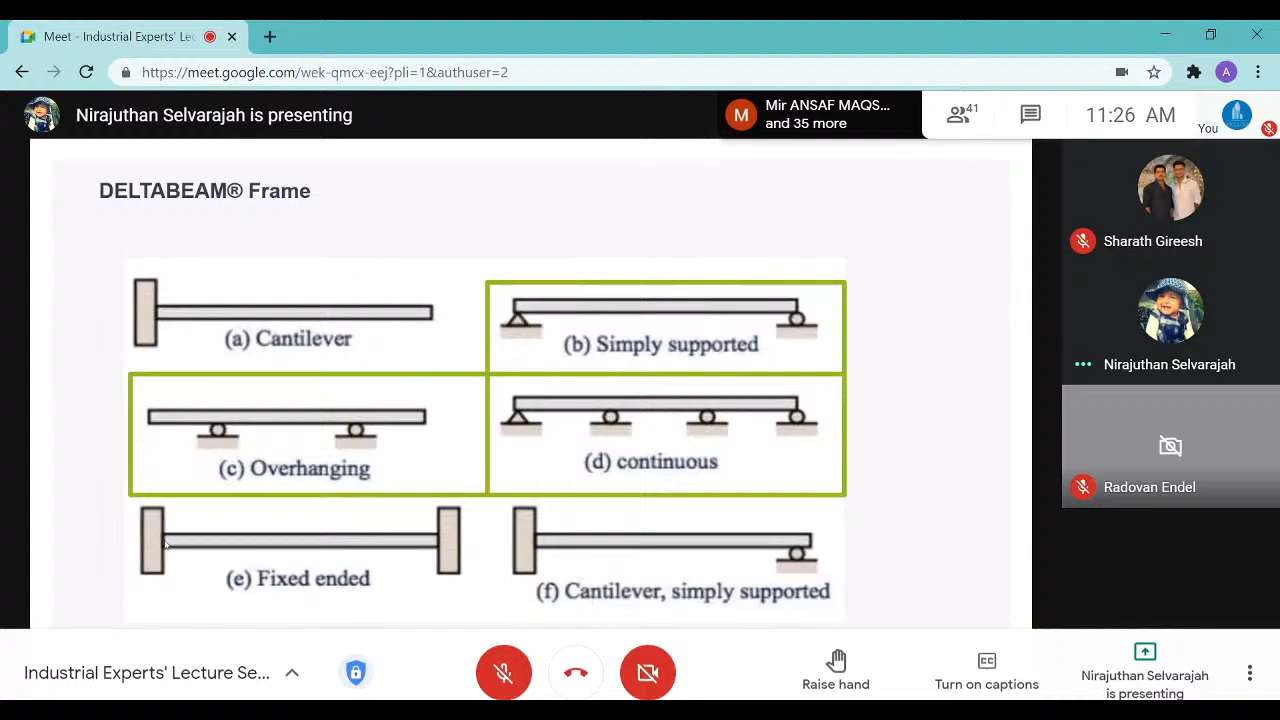 Meet - Industrial Experts' Lec
https://meet.google.com/wek-qmcx-eej?pli=1&authuser=2
A
Nirajuthan Selvarajah is presenting
M
Mir ANSAF MAQS...
and 35 more
41
11:26 AM
You
DELTABEAM® Frame
Sharath Gireesh
(a) Cantilever
(b) Simply supported
Nirajuthan Selvarajah
(c) Overhanging
(d) continuous
Radovan Endel
(e) Fixed ended
(f) Cantilever, simply supported
Industrial Experts' Lecture Se...
Raise hand
CC
Turn on captions
Nirajuthan Selvarajah
is presenting